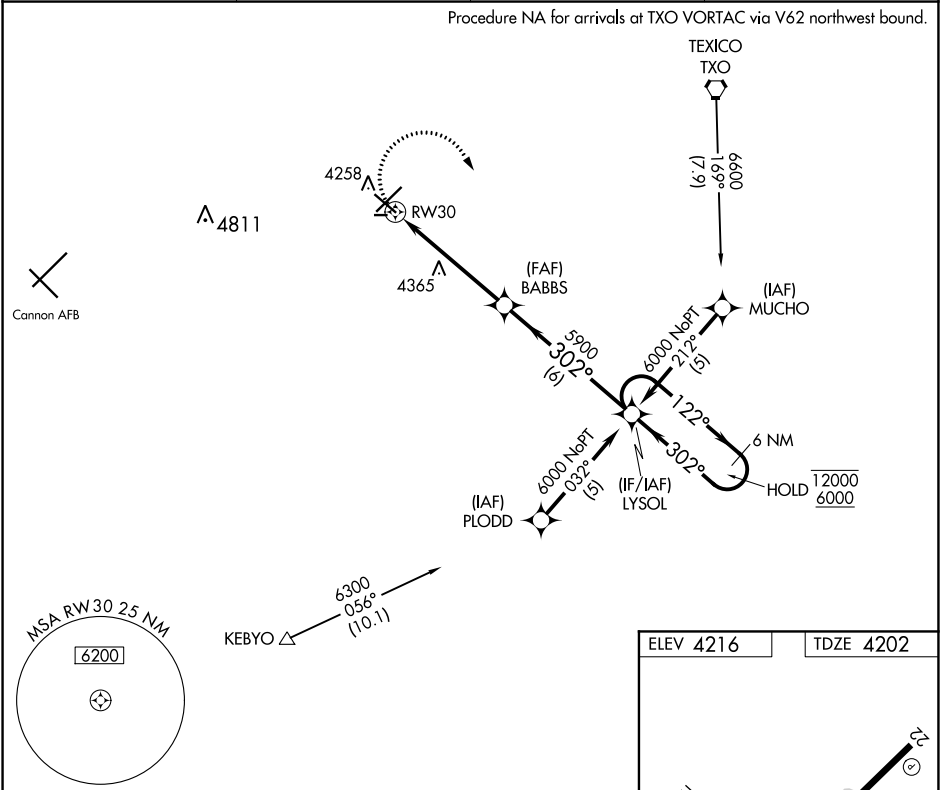 Procedure NA for arrivals at TXO VORTAC via V62 northwest bound.
TEXICO
TXO
6600
169°
(7.9)
4258
RW30
4811
4365
Cannon AFB
(FAF)
BABBS
(IAF)
MUCHO
5900
302°
(6)
6000 NoPT
212°
(5)
122°
302°
6 NM
HOLD
12000
6000
6000 NoPT
032°
(5)
(IF/IAF)
LYSOL
(IAF)
PLODD
6300
056°
(10.1)
KEBYO
MSA RW30 25 NM
6200
ELEV 4216
TDZE 4202
22
P